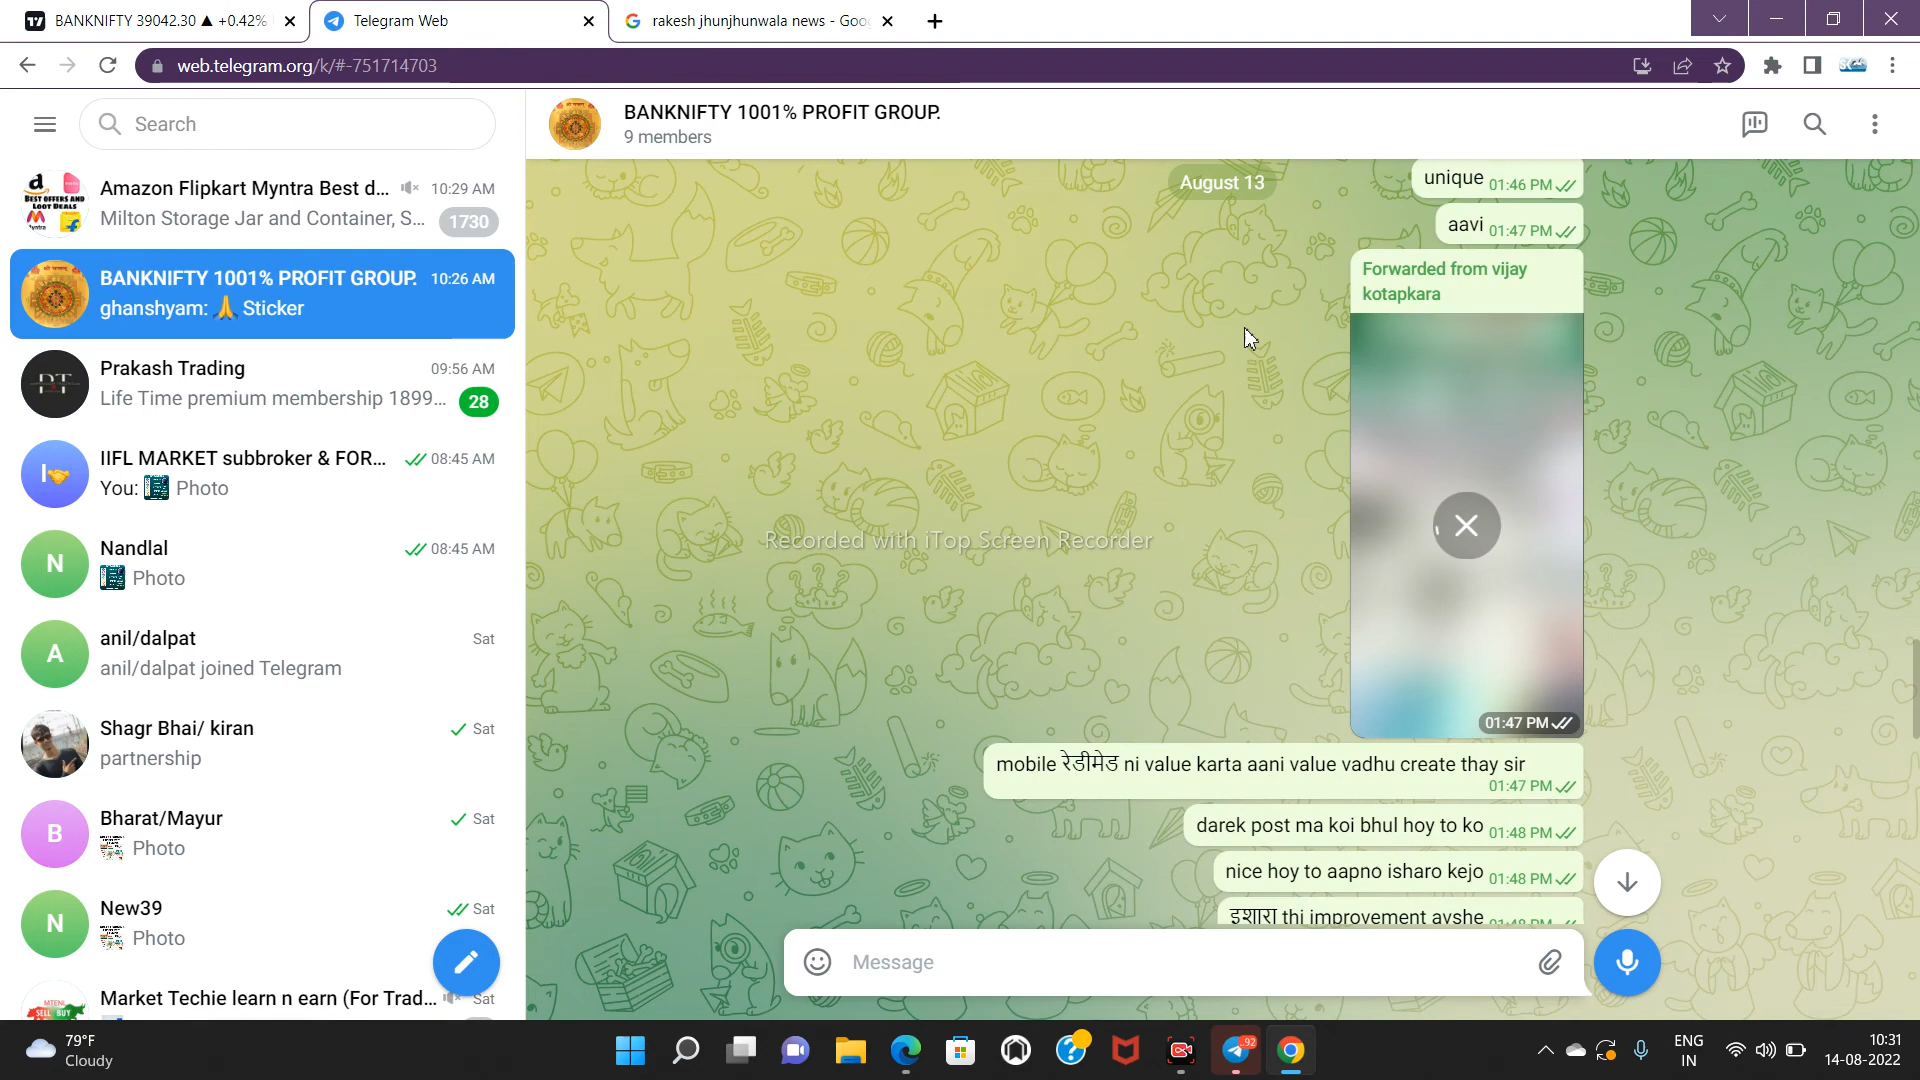 BANKNIFTY 39042.30 ▲ +0.42%
Telegram Web
rakesh jhunjhunwala news - Goo
web.telegram.org/k/#-751714703
Search
BANKNIFTY 1001% PROFIT GROUP.
9 members
Amazon Flipkart Myntra Best d... 10:29 AM
Milton Storage Jar and Container, S... 1730
BANKNIFTY 1001% PROFIT GROUP. 10:26 AM
ghanshyam: 🙏 Sticker
Prakash Trading 09:56 AM
Life Time premium membership 1899... 28
IIFL MARKET subbroker & FOR... 08:45 AM
You: Photo
Nandlal 08:45 AM
Photo
anil/dalpat Sat
anil/dalpat joined Telegram
Shagr Bhai/ kiran Sat
partnership
Bharat/Mayur Sat
Photo
New39 Sat
Photo
Market Techie learn n earn (For Trad... Sat
August 13
unique 01:46 PM
aavi 01:47 PM
Forwarded from vijay
kotapkara
01:47 PM
Recorded with iTop Screen Recorder
mobile रेडीमेड ni value karta aani value vadhu create thay sir
01:47 PM
darek post ma koi bhul hoy to ko 01:48 PM
nice hoy to aapno isharo kejo 01:48 PM
इशारा thi improvement avshe 01:48 PM
Message
79°F
Cloudy
92
ENG
IN
10:31
14-08-2022